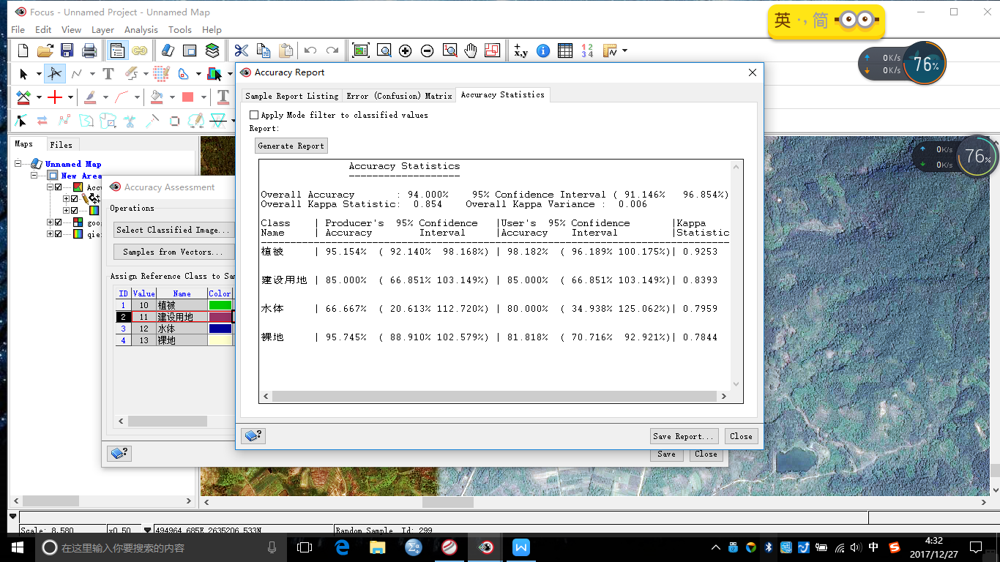 Focus - Unnamed Project - Unnamed Map
File Edit View Layer Analysis Tools Help
英 简
0K/s
0K/s
76%
x,y
1 2
3 4
Accuracy Report
Sample Report Listing Error (Confusion) Matrix Accuracy Statistics
Apply Mode filter to classified values
Report:
Generate Report
Accuracy Statistics
--------------------
Overall Accuracy : 94.000% 95% Confidence Interval ( 91.146% 96.854%)
Overall Kappa Statistic: 0.854 Overall Kappa Variance : 0.006
Class | Producer's 95% Confidence |User's 95% Confidence |Kappa
Name | Accuracy Interval |Accuracy Interval |Statistic
植被 | 95.154% ( 92.140% 98.168%) | 98.182% ( 96.189% 100.175%)| 0.9253
建设用地 | 85.000% ( 66.851% 103.149%) | 85.000% ( 66.851% 103.149%)| 0.8393
水体 | 66.667% ( 20.613% 112.720%) | 80.000% ( 34.938% 125.062%)| 0.7959
裸地 | 95.745% ( 88.910% 102.579%) | 81.818% ( 70.716% 92.921%)| 0.7844
Save Report... Close
Maps Files
Unnamed Map
New Area
Acc
goo
qie
0K/s
0K/s
76%
Accuracy Assessment
Operations
Select Classified Image...
Samples from Vectors...
Assign Reference Class to Sam
ID Value Name Color
1 10 植被
2 11 建设用地
3 12 水体
4 13 裸地
Save Close
Scale: 8,580 x0.50 494964.685E 2635206.533N Random Sample, Id: 299
在这里输入你要搜索的内容
中
4:32
2017/12/27